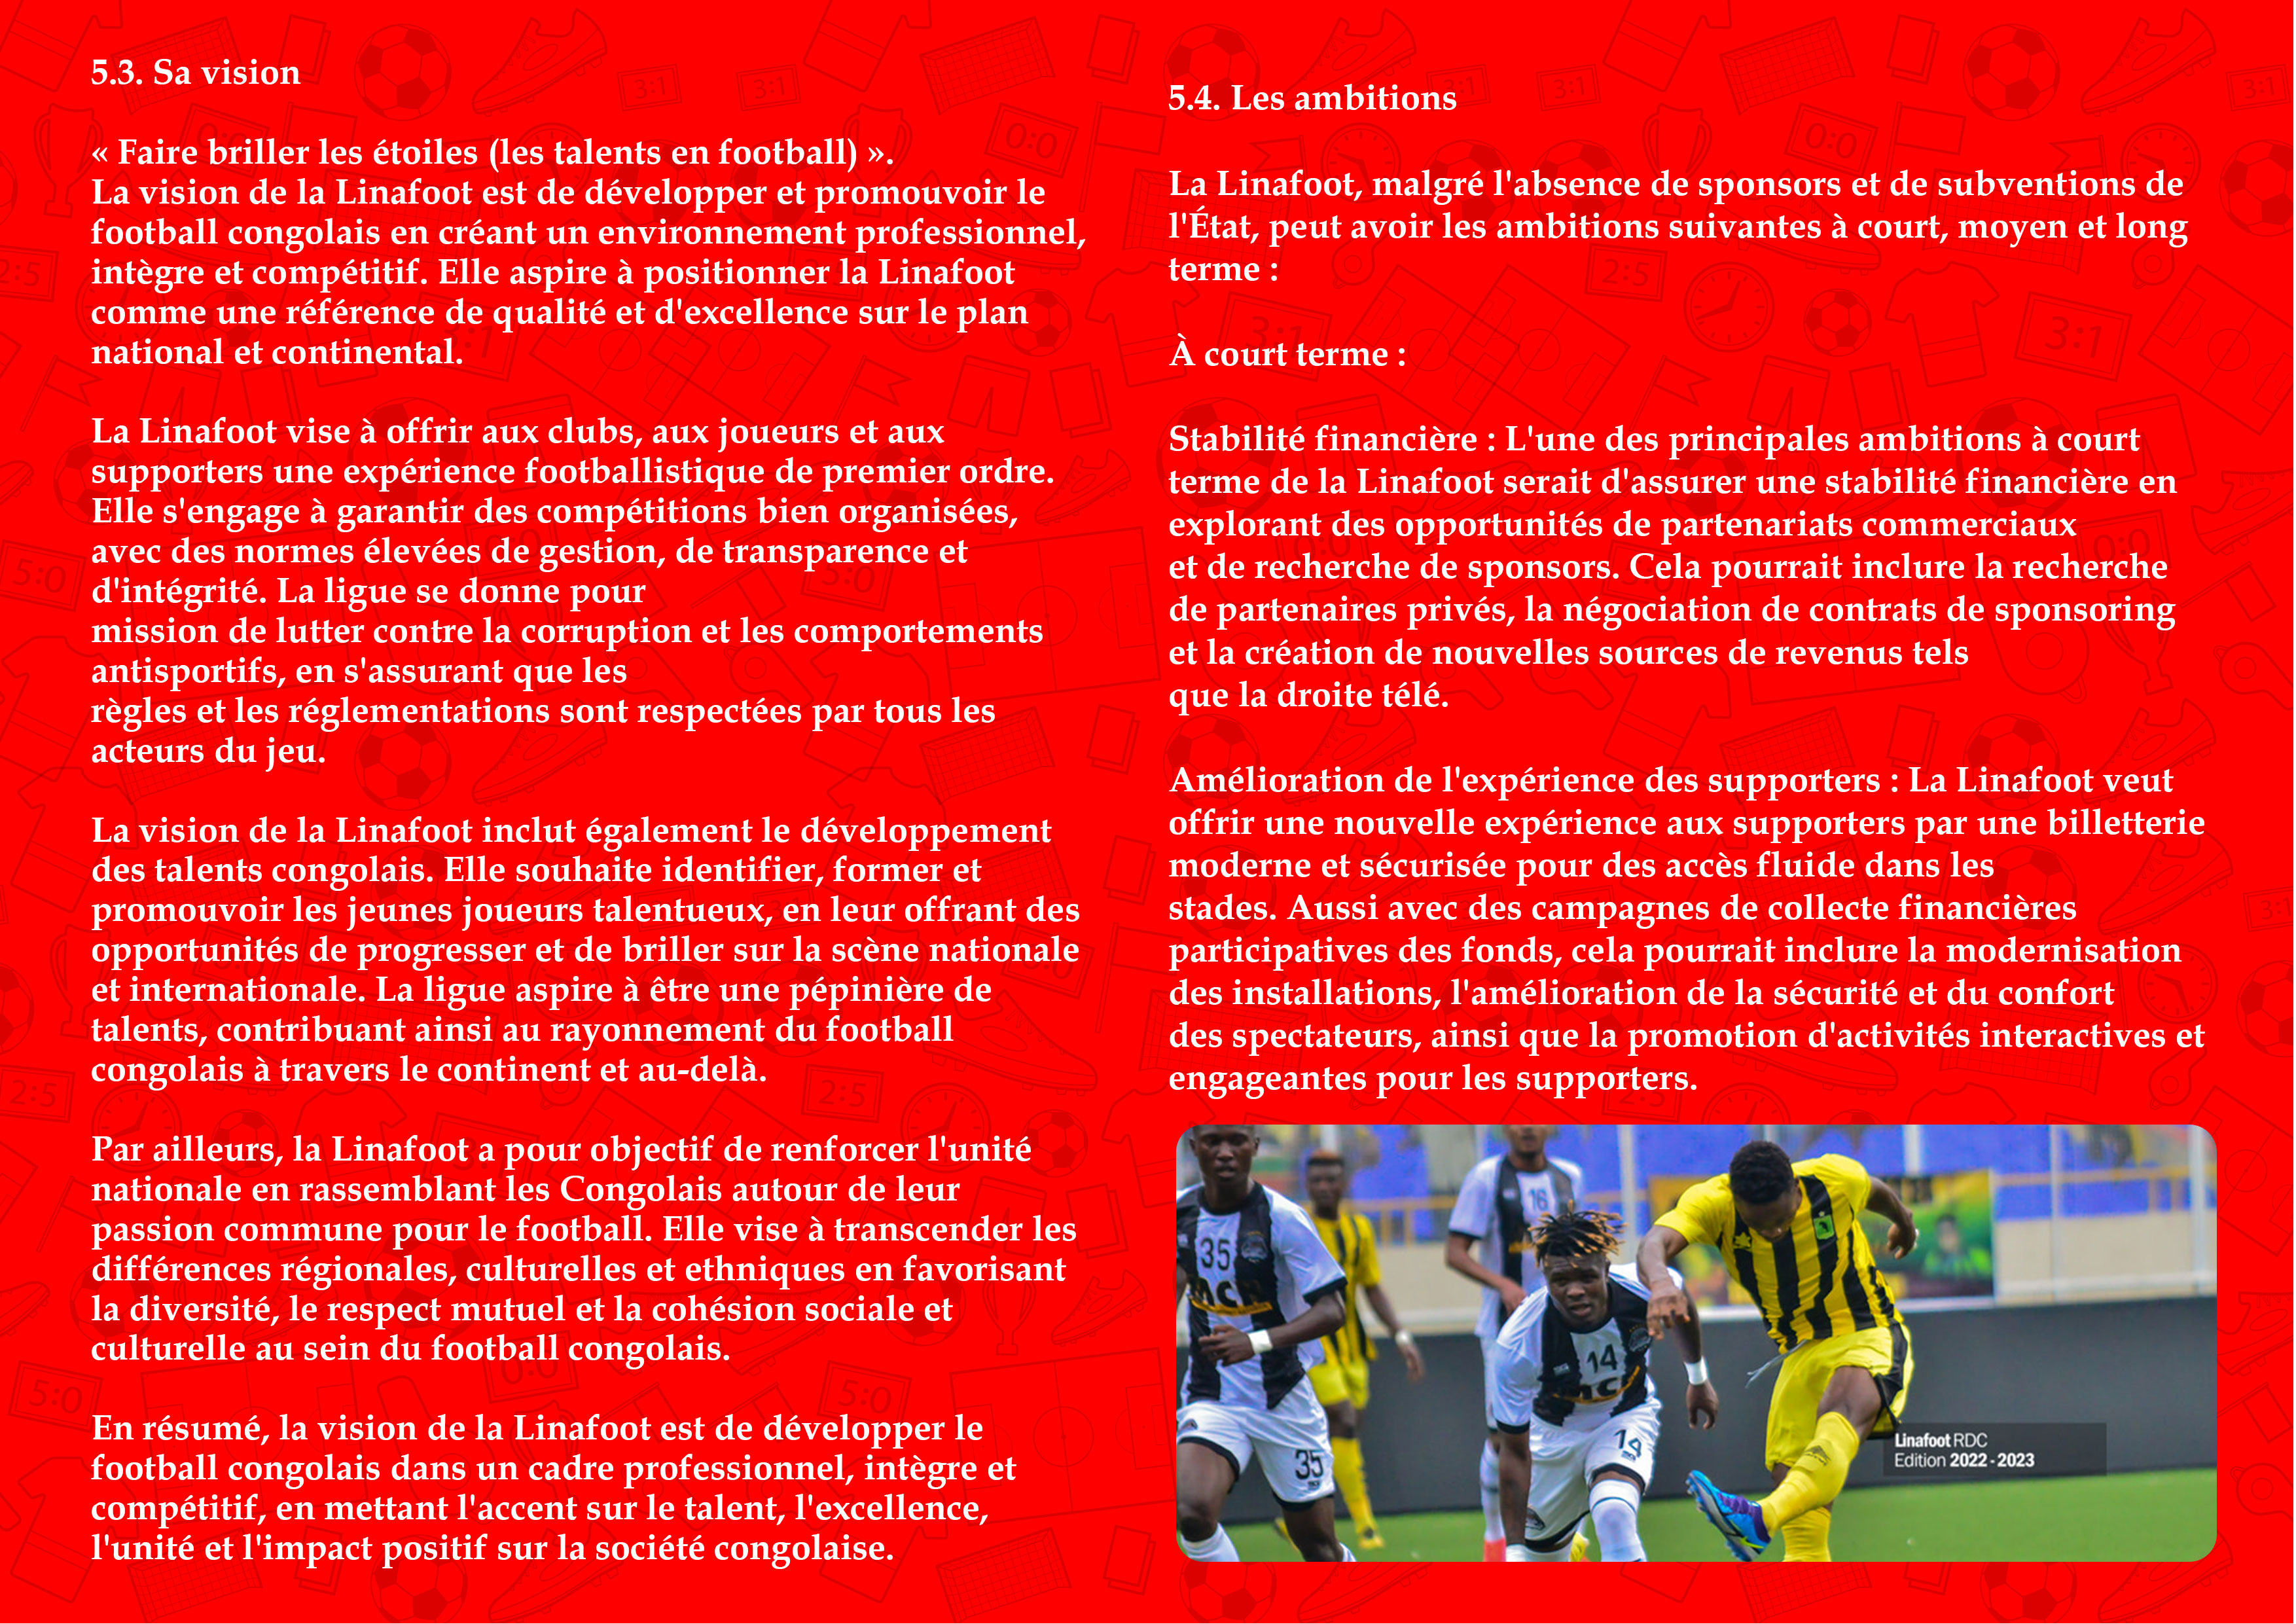 5.3. Sa vision
« Faire briller les étoiles (les talents en football) ».
La vision de la Linafoot est de développer et promouvoir le
football congolais en créant un environnement professionnel,
intègre et compétitif. Elle aspire à positionner la Linafoot
comme une référence de qualité et d'excellence sur le plan
national et continental.
La Linafoot vise à offrir aux clubs, aux joueurs et aux
supporters une expérience footballistique de premier ordre.
Elle s'engage à garantir des compétitions bien organisées,
avec des normes élevées de gestion, de transparence et
d'intégrité. La ligue se donne pour
mission de lutter contre la corruption et les comportements
antisportifs, en s'assurant que les
règles et les réglementations sont respectées par tous les
acteurs du jeu.
La vision de la Linafoot inclut également le développement
des talents congolais. Elle souhaite identifier, former et
promouvoir les jeunes joueurs talentueux, en leur offrant des
opportunités de progresser et de briller sur la scène nationale
et internationale. La ligue aspire à être une pépinière de
talents, contribuant ainsi au rayonnement du football
congolais à travers le continent et au-delà.
Par ailleurs, la Linafoot a pour objectif de renforcer l'unité
nationale en rassemblant les Congolais autour de leur
passion commune pour le football. Elle vise à transcender les
différences régionales, culturelles et ethniques en favorisant
la diversité, le respect mutuel et la cohésion sociale et
culturelle au sein du football congolais.
En résumé, la vision de la Linafoot est de développer le
football congolais dans un cadre professionnel, intègre et
compétitif, en mettant l'accent sur le talent, l'excellence,
l'unité et l'impact positif sur la société congolaise.
5.4. Les ambitions
La Linafoot, malgré l'absence de sponsors et de subventions de
l'État, peut avoir les ambitions suivantes à court, moyen et long
terme :
À court terme :
Stabilité financière : L'une des principales ambitions à court
terme de la Linafoot serait d'assurer une stabilité financière en
explorant des opportunités de partenariats commerciaux
et de recherche de sponsors. Cela pourrait inclure la recherche
de partenaires privés, la négociation de contrats de sponsoring
et la création de nouvelles sources de revenus tels
que la droite télé.
Amélioration de l'expérience des supporters : La Linafoot veut
offrir une nouvelle expérience aux supporters par une billetterie
moderne et sécurisée pour des accès fluide dans les
stades. Aussi avec des campagnes de collecte financières
participatives des fonds, cela pourrait inclure la modernisation
des installations, l'amélioration de la sécurité et du confort
des spectateurs, ainsi que la promotion d'activités interactives et
engageantes pour les supporters.
16
35
14
14
35
Linafoot RDC
Edition 2022 - 2023